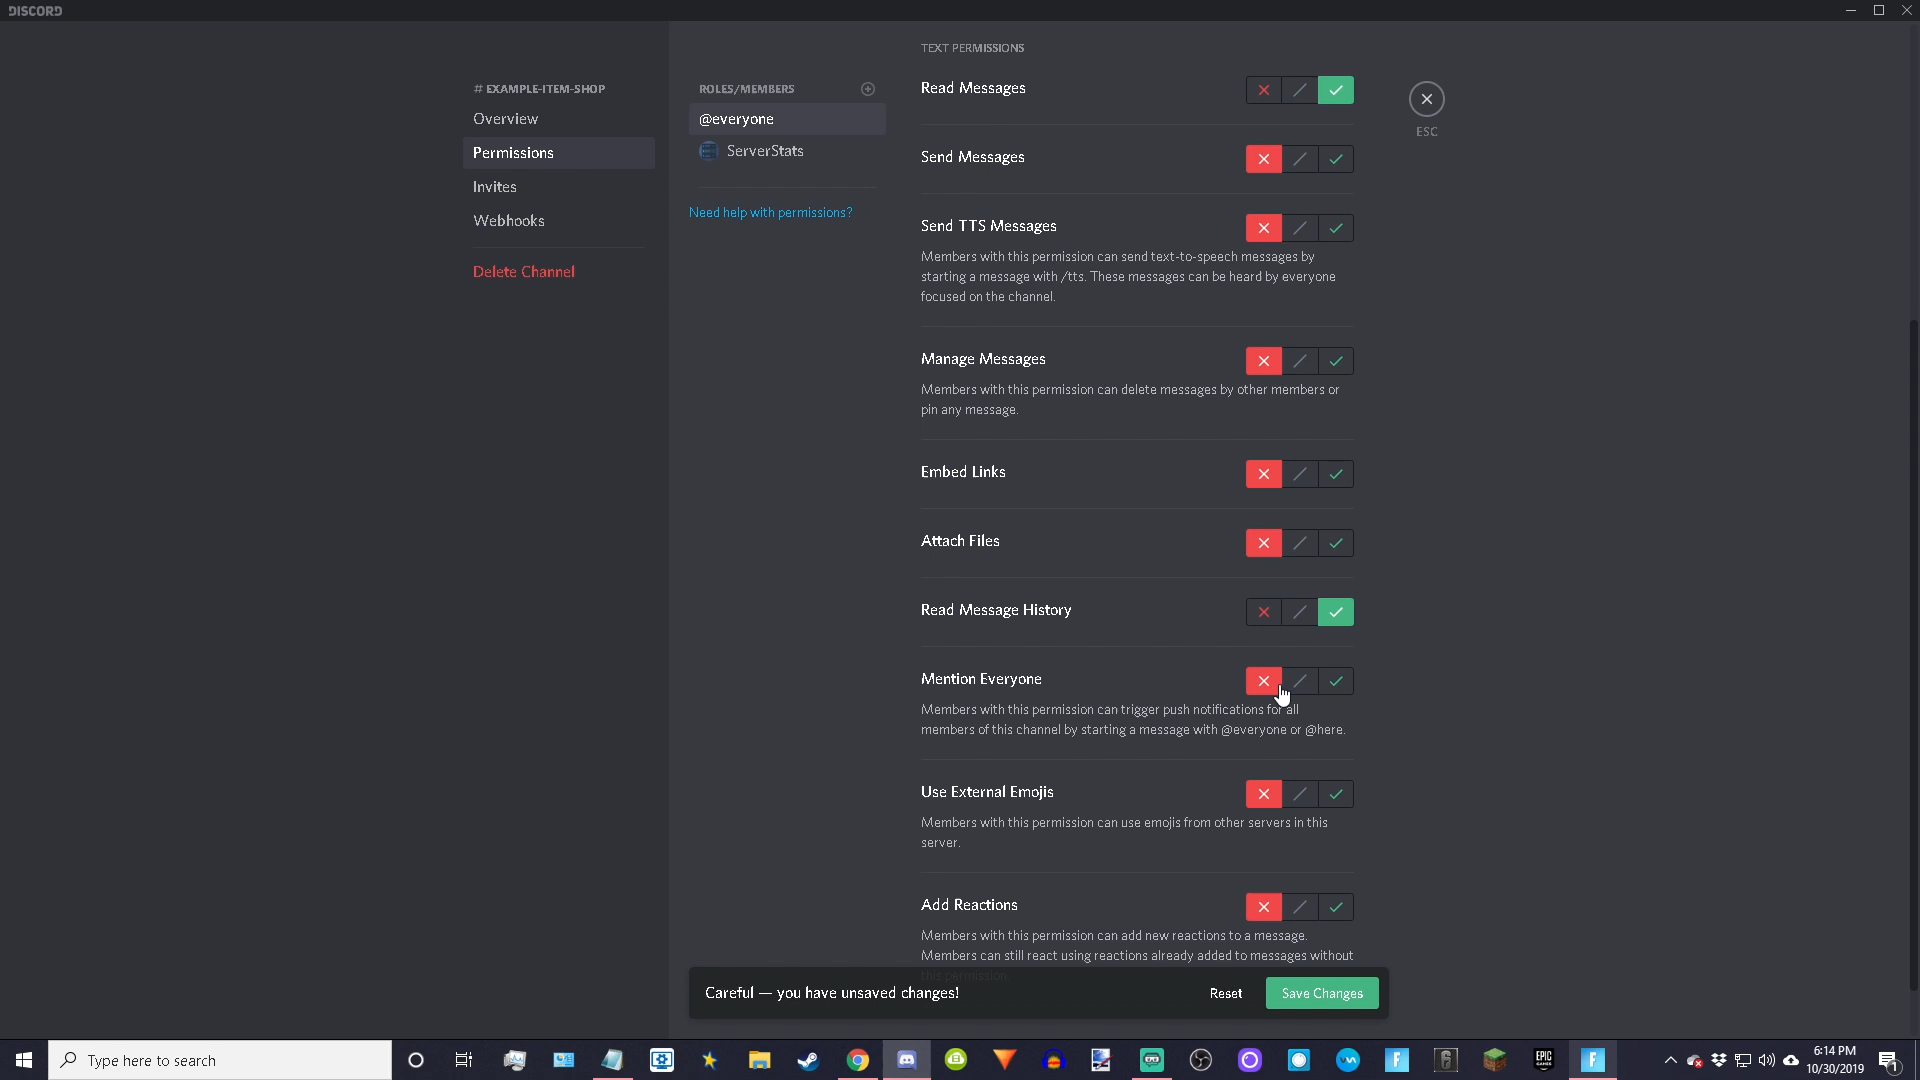 DISCORD
# EXAMPLE-ITEM-SHOP
Overview
Permissions
Invites
Webhooks
Delete Channel
ROLES/MEMBERS
@everyone
ServerStats
Need help with permissions?
TEXT PERMISSIONS
Read Messages
Send Messages
Send TTS Messages
Members with this permission can send text-to-speech messages by
starting a message with /tts. These messages can be heard by everyone
focused on the channel.
Manage Messages
Members with this permission can delete messages by other members or
pin any message.
Embed Links
Attach Files
Read Message History
Mention Everyone
Members with this permission can trigger push notifications for all
members of this channel by starting a message with @everyone or @here.
Use External Emojis
Members with this permission can use emojis from other servers in this
server.
Add Reactions
Members with this permission can add new reactions to a message.
Members can still react using reactions already added to messages without
this permission.
ESC
Careful — you have unsaved changes!
Reset
Save Changes
Type here to search
EPIC
GAMES
6:14 PM
10/30/2019
1